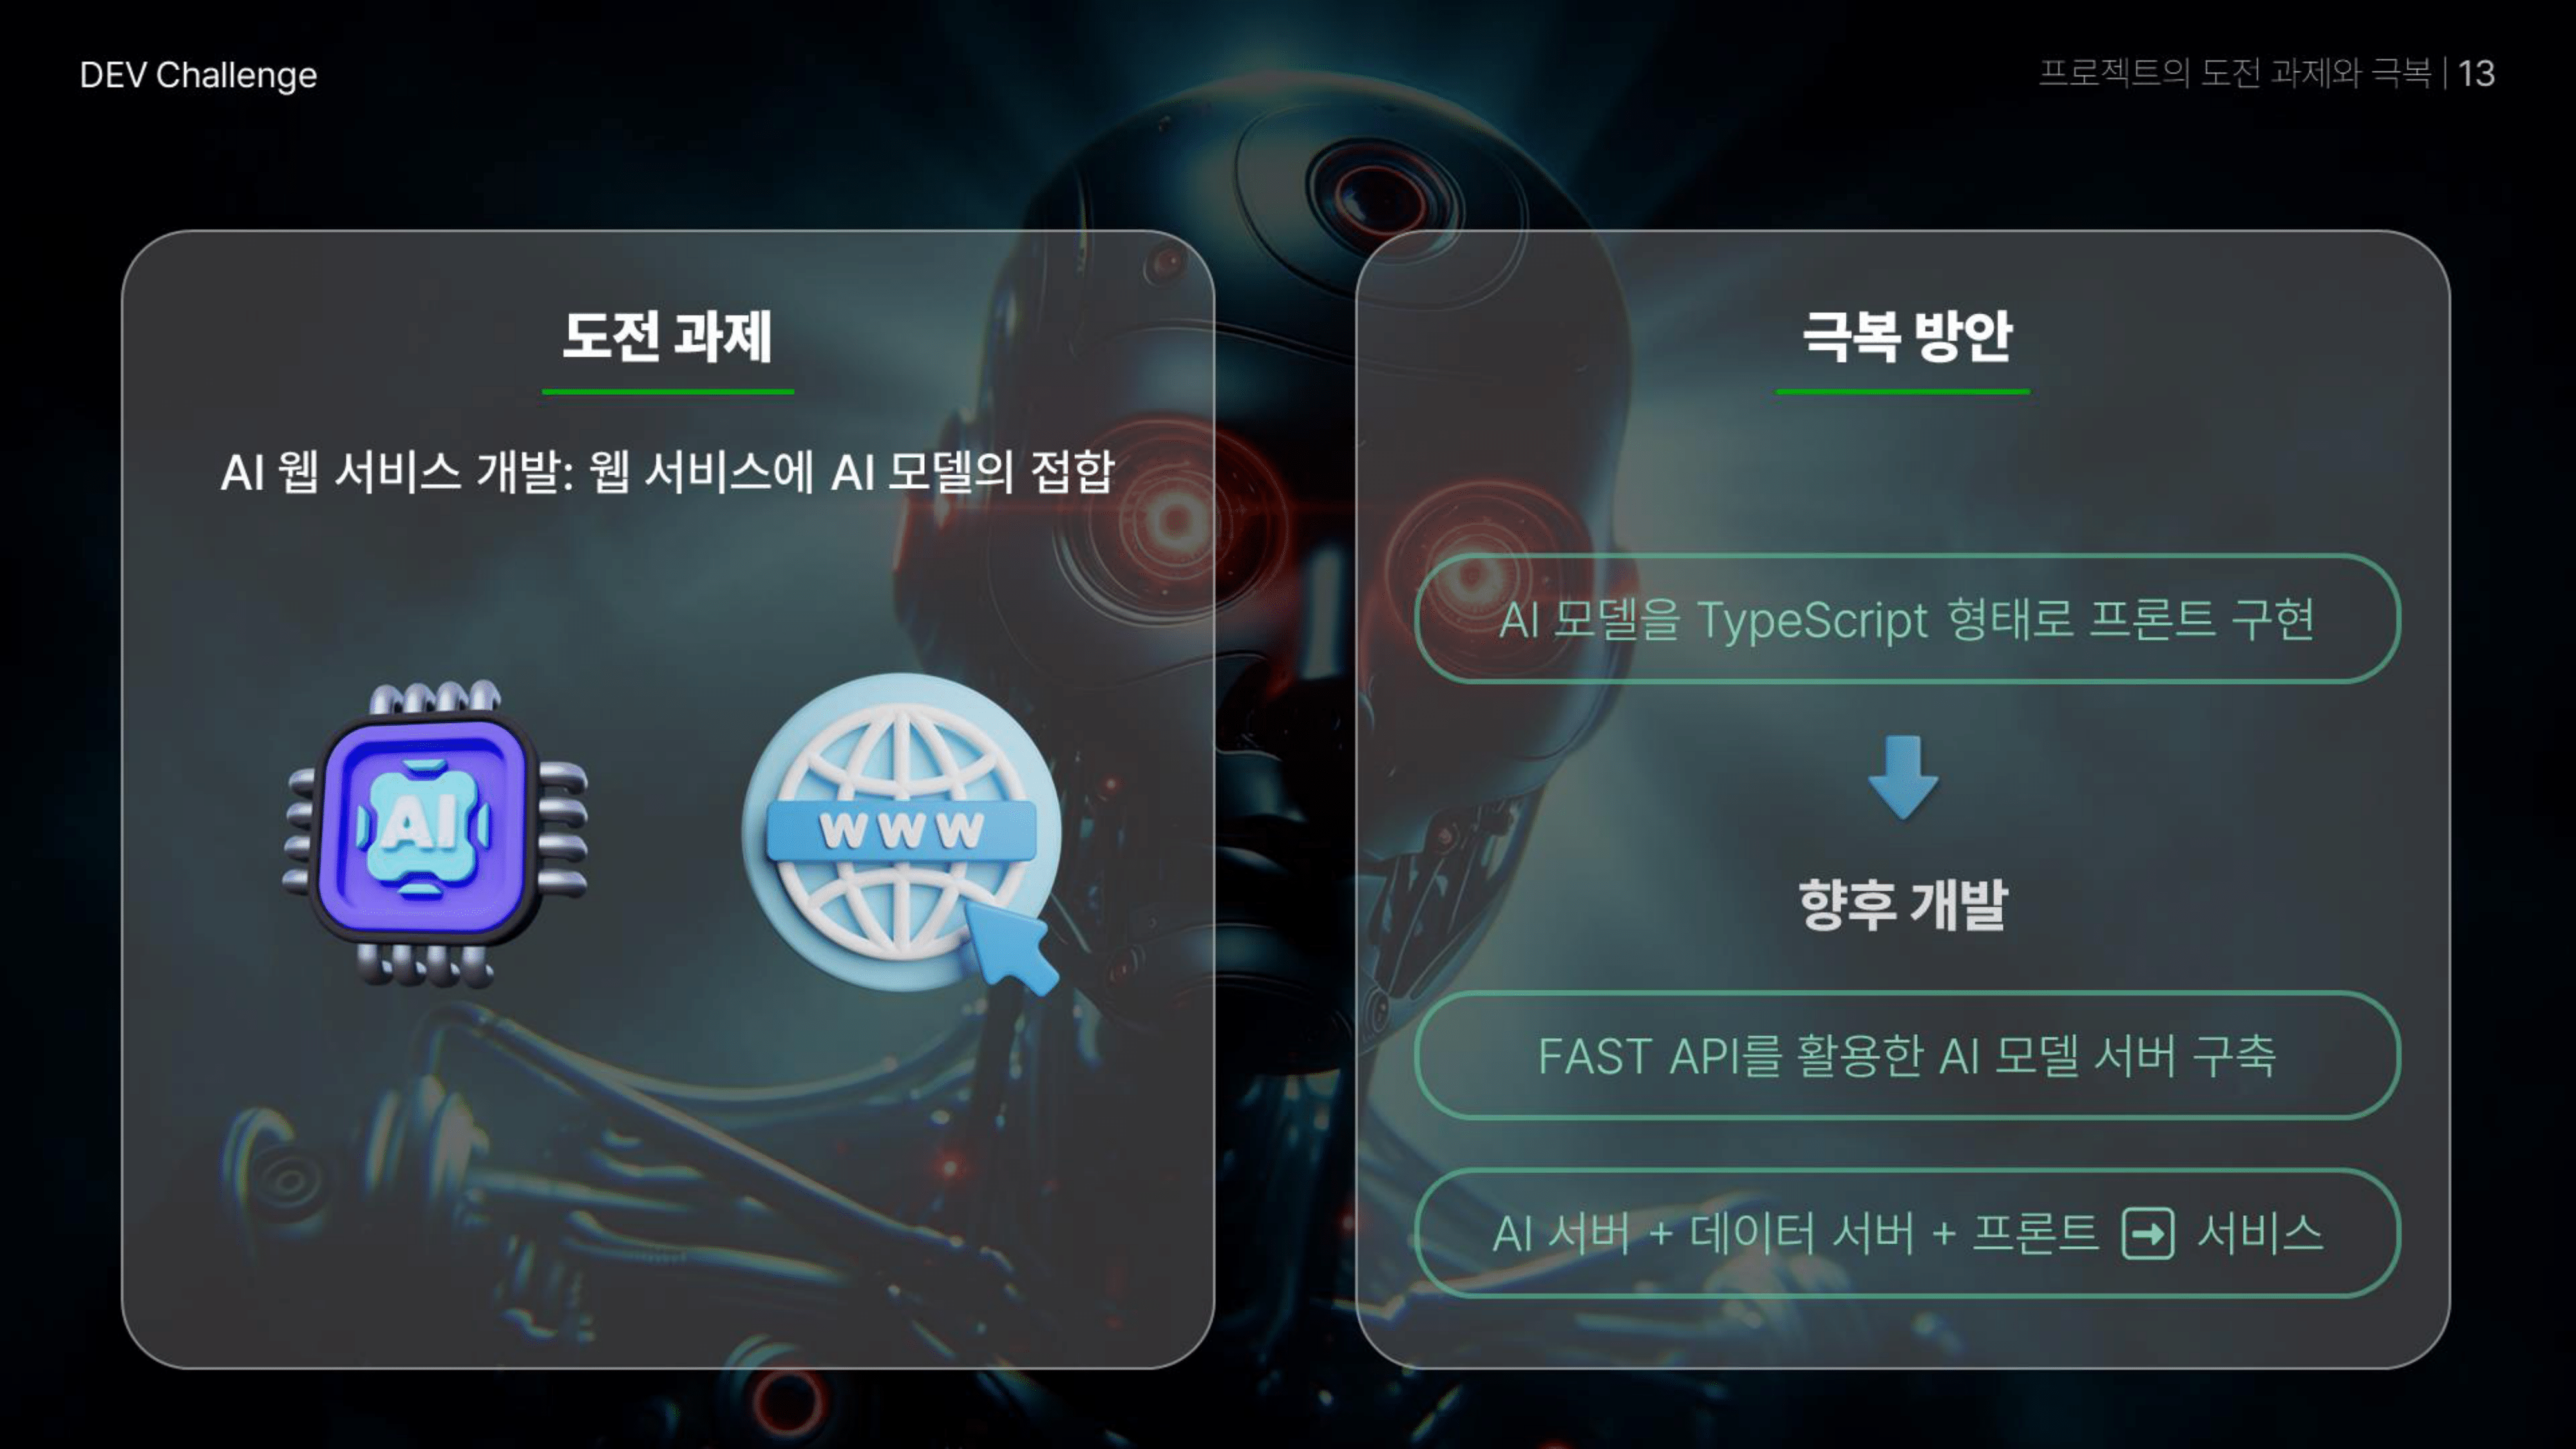 DEV Challenge
프로젝트의 도전 과제와 극복 | 13
도전 과제
AI 웹 서비스 개발: 웹 서비스에 AI 모델의 접합
AI
WWW
극복 방안
AI 모델을 TypeScript 형태로 프론트 구현
향후 개발
FAST API를 활용한 AI 모델 서버 구축
AI 서버 + 데이터 서버 + 프론트 ➡ 서비스